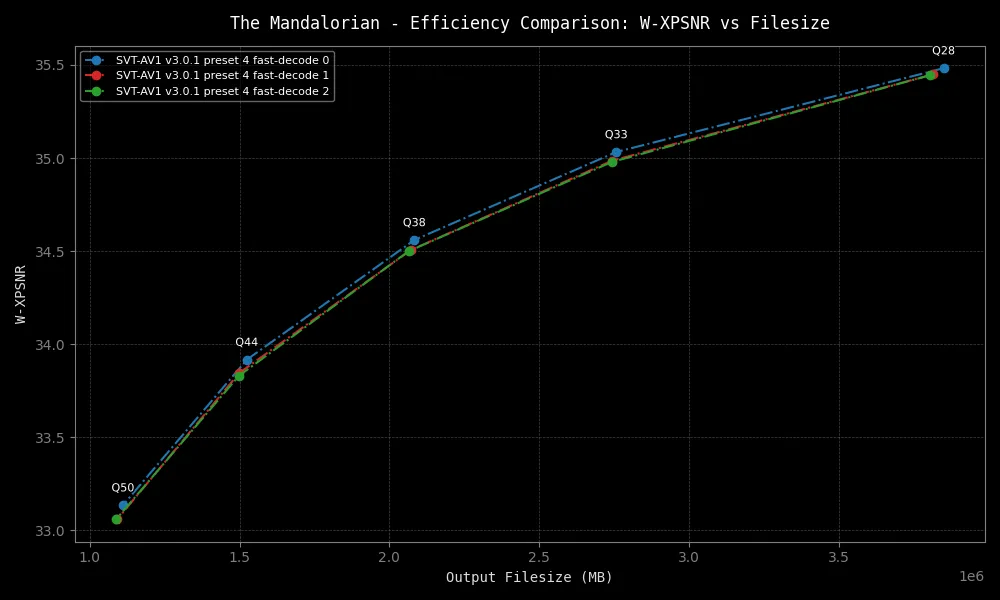 The Mandalorian - Efficiency Comparison: W-XPSNR vs Filesize
SVT-AV1 v3.0.1 preset 4 fast-decode 0
SVT-AV1 v3.0.1 preset 4 fast-decode 1
SVT-AV1 v3.0.1 preset 4 fast-decode 2
Q28
Q33
Q38
Q44
Q50
35.5
35.0
34.5
34.0
33.5
33.0
W-XPSNR
1.0 1.5 2.0 2.5 3.0 3.5
1e6
Output Filesize (MB)